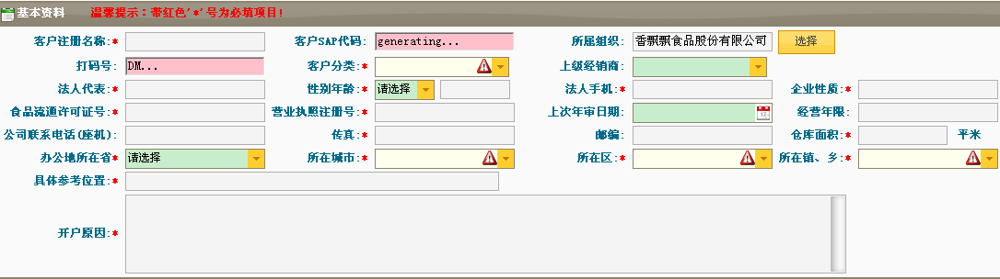 基本资料 温馨提示：带红色'*'号为必填项目!
客户注册名称:* 客户SAP代码: generating... 所属组织: 香飘飘食品股份有限公司 选择
打码号: DM... 客户分类:* 上级经销商:
法人代表:* 性别年龄:* 请选择 法人手机:* 企业性质:*
食品流通许可证号:* 营业执照注册号:* 上次年审日期: 经营年限:
公司联系电话(座机): 传真:* 邮编: 仓库面积:* 平米
办公地所在省* 请选择 所在城市:* 所在区:* 所在镇、乡:*
具体参考位置:*
开户原因:*